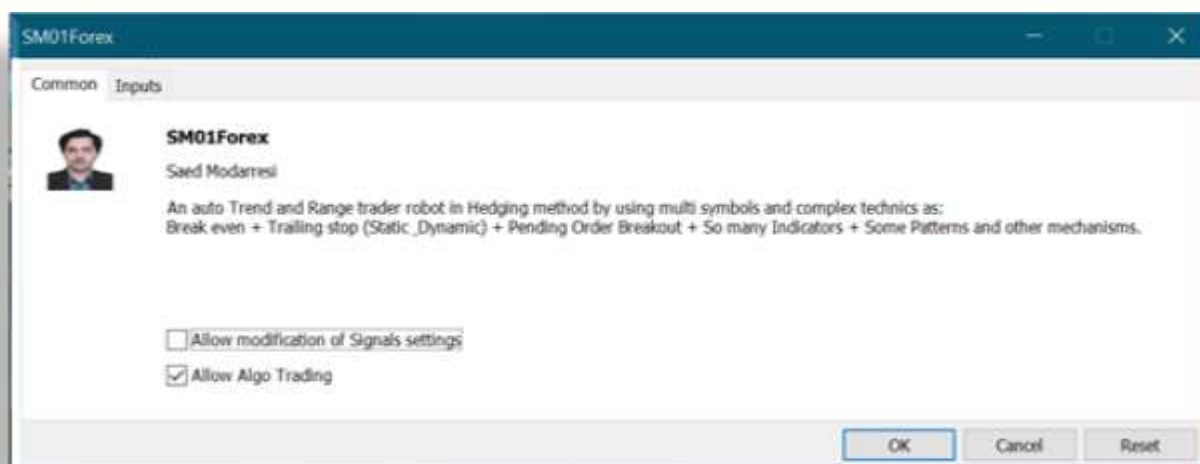 SM01Forex
Common Inputs
SM01Forex
Saed Modarresi
An auto Trend and Range trader robot in Hedging method by using multi symbols and complex technics as:
Break even + Trailing stop (Static_Dynamic) + Pending Order Breakout + So many Indicators + Some Patterns and other mechanisms.
Allow modification of Signals settings
Allow Algo Trading
OK Cancel Reset